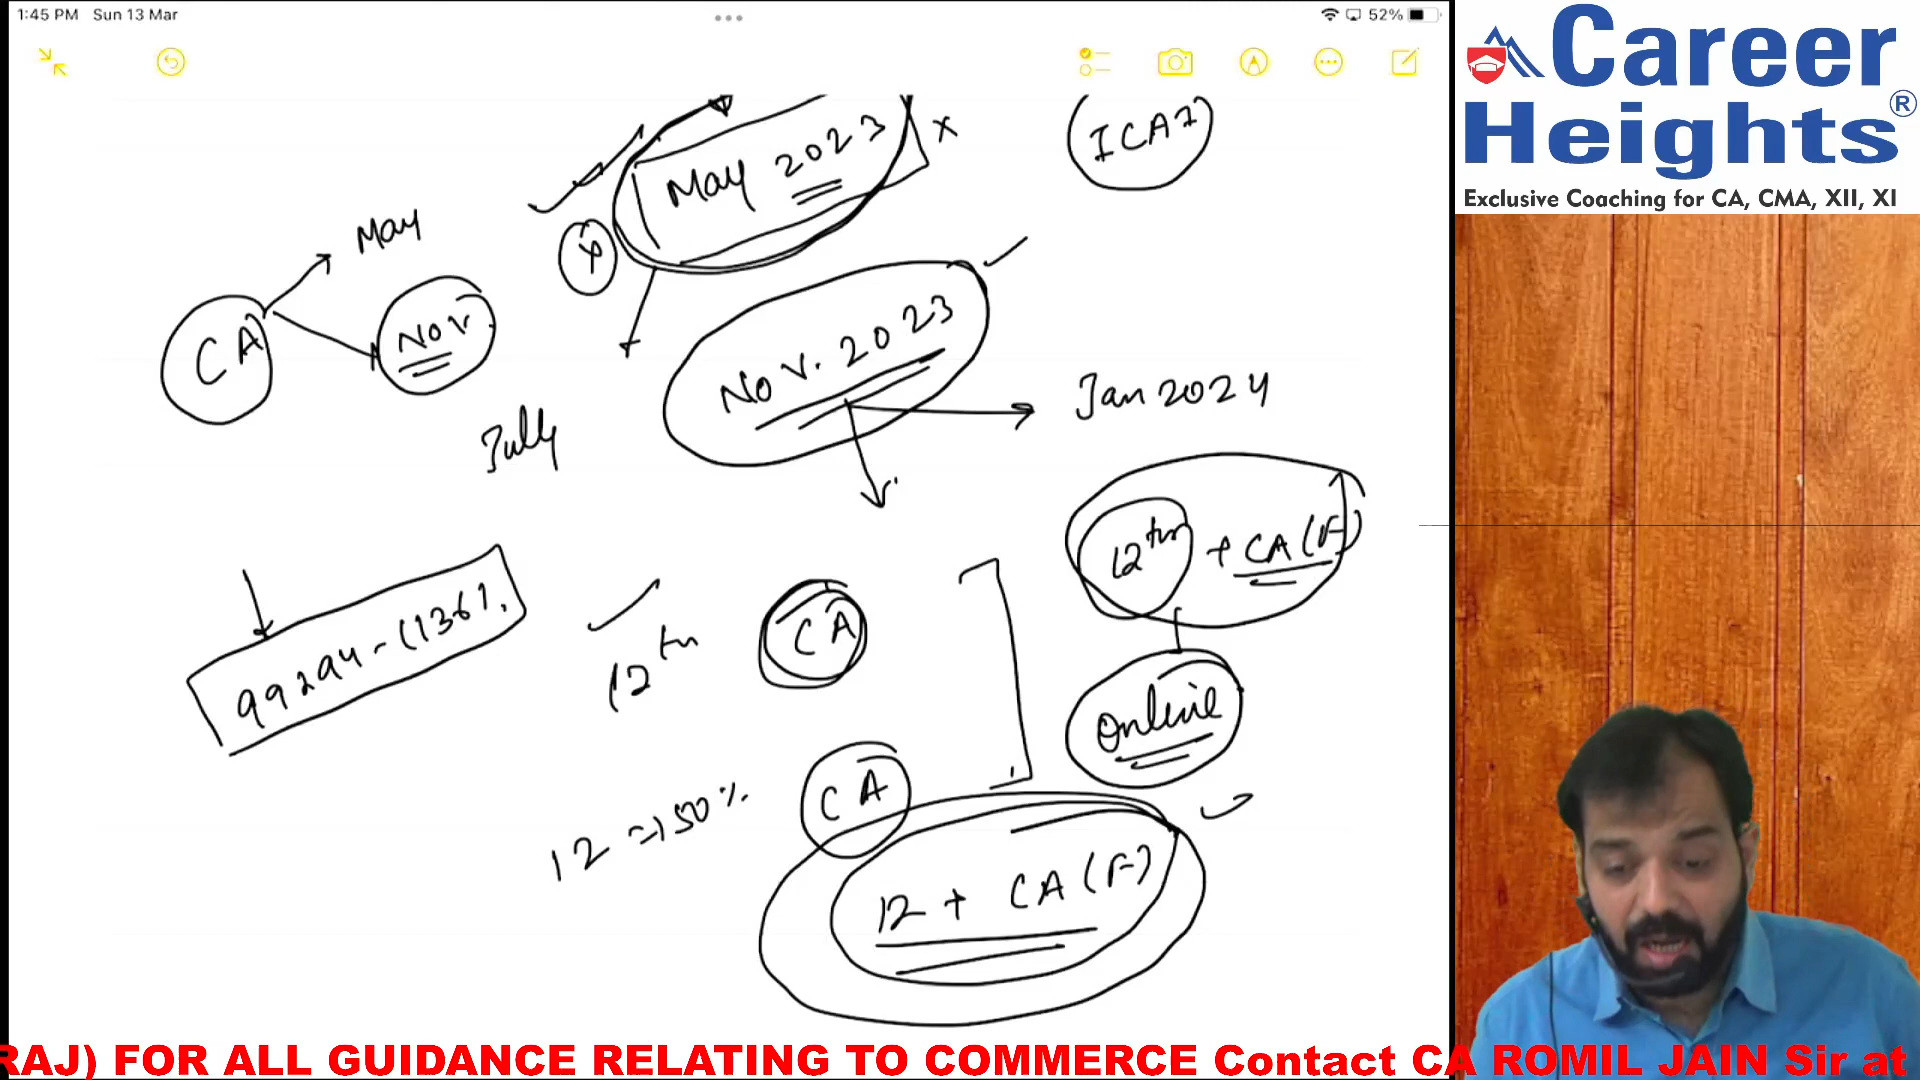 1:45 PM Sun 13 Mar
52%
May 2023 x
ICAI
May
CA
Nov
Nov. 2023
Jan 2024
July
12th + CA (F)
99294-11361.
12th
CA
Online
CA
12 => 50%
12 + CA (F)
Career
Heights®
Exclusive Coaching for CA, CMA, XII, XI
RAJ) FOR ALL GUIDANCE RELATING TO COMMERCE Contact CA ROMIL JAIN Sir at